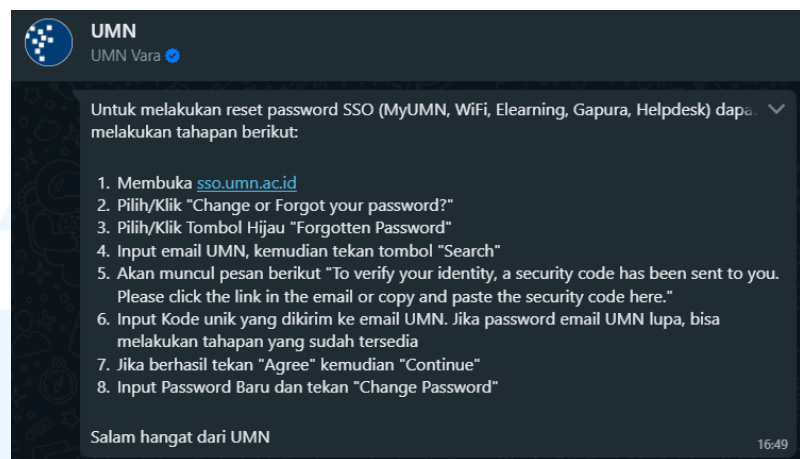 UMN
UMN Vara
Untuk melakukan reset password SSO (MyUMN, WiFi, Elearning, Gapura, Helpdesk) dapa
melakukan tahapan berikut:
1. Membuka sso.umn.ac.id
2. Pilih/Klik "Change or Forgot your password?"
3. Pilih/Klik Tombol Hijau "Forgotten Password"
4. Input email UMN, kemudian tekan tombol "Search"
5. Akan muncul pesan berikut "To verify your identity, a security code has been sent to you.
Please click the link in the email or copy and paste the security code here."
6. Input Kode unik yang dikirim ke email UMN. Jika password email UMN lupa, bisa
melakukan tahapan yang sudah tersedia
7. Jika berhasil tekan "Agree" kemudian "Continue"
8. Input Password Baru dan tekan "Change Password"
Salam hangat dari UMN
16:49